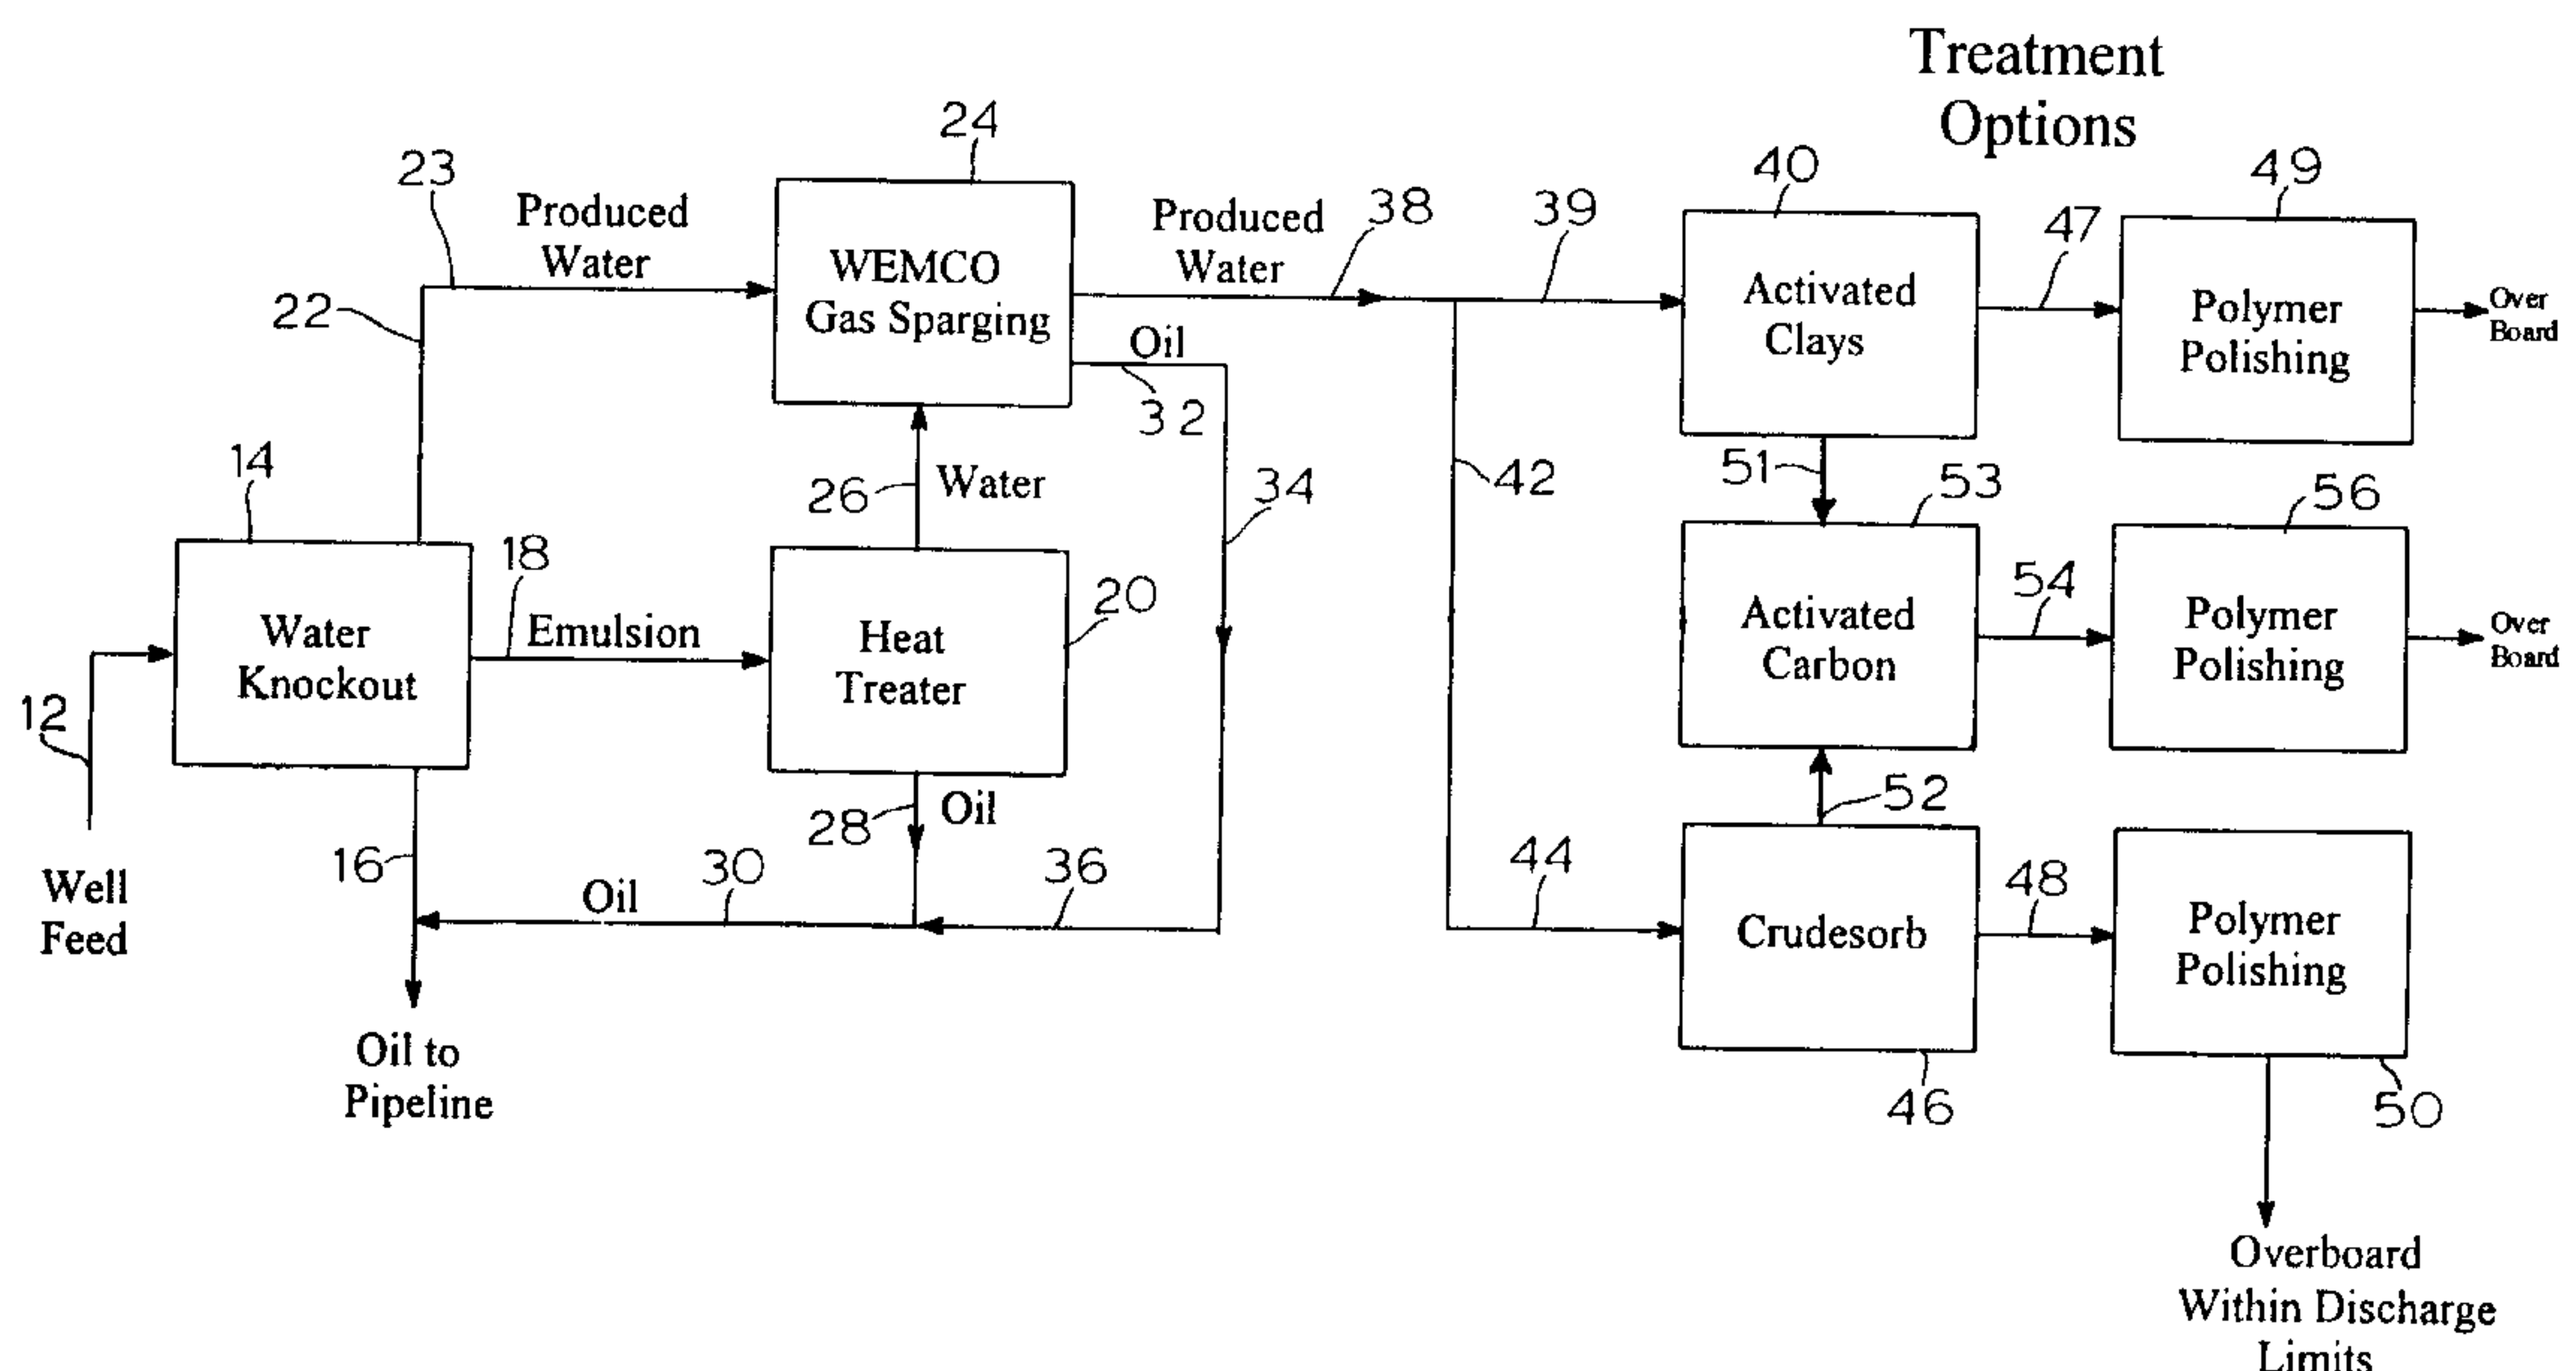 Treatment
Options
24
40
49
23
Produced
Water
Produced
Water
38
39
47
22
WEMCO
Gas Sparging
Activated
Clays
Polymer
Polishing
Over
Board
Oil
32
14
26
Water
34
42
51
53
56
18
Emulsion
20
Water
Knockout
Heat
Treater
Activated
Carbon
54
Polymer
Polishing
Over
Board
12
28
Oil
52
Well
Feed
16
Oil
30
36
44
Crudesorb
48
Polymer
Polishing
Oil to
Pipeline
46
50
Overboard
Within Discharge
Limits